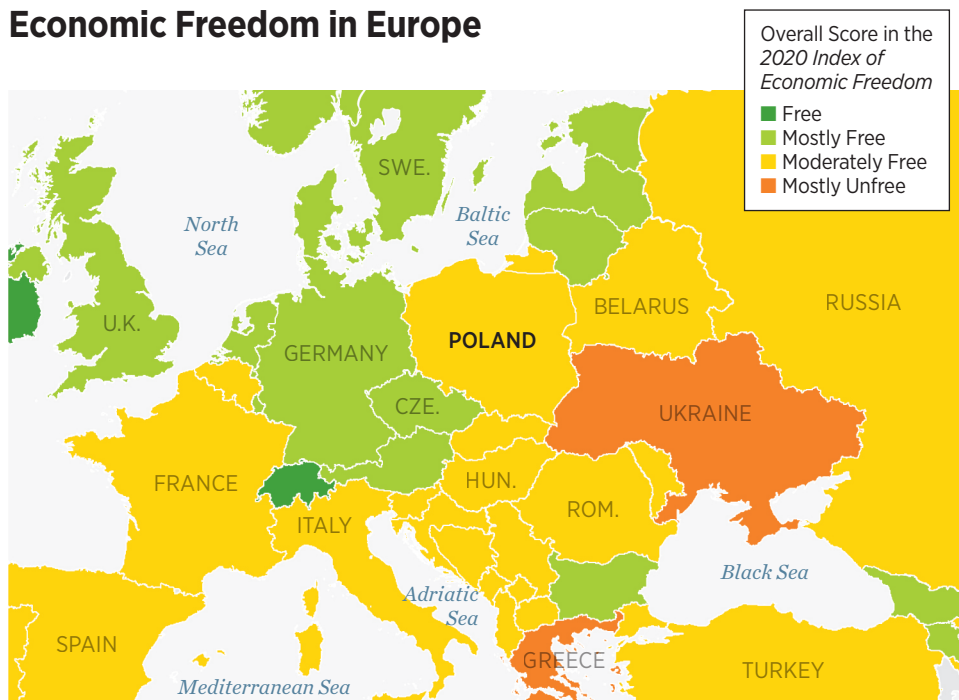 Economic Freedom in Europe
Overall Score in the
2020 Index of
Economic Freedom
Free
Mostly Free
Moderately Free
Mostly Unfree
SWE.
North
Sea
Baltic
Sea
BELARUS
RUSSIA
U.K.
GERMANY
POLAND
CZE.
UKRAINE
FRANCE
HUN.
ITALY
ROM.
Black Sea
Adriatic
Sea
SPAIN
GREECE
TURKEY
Mediterranean Sea